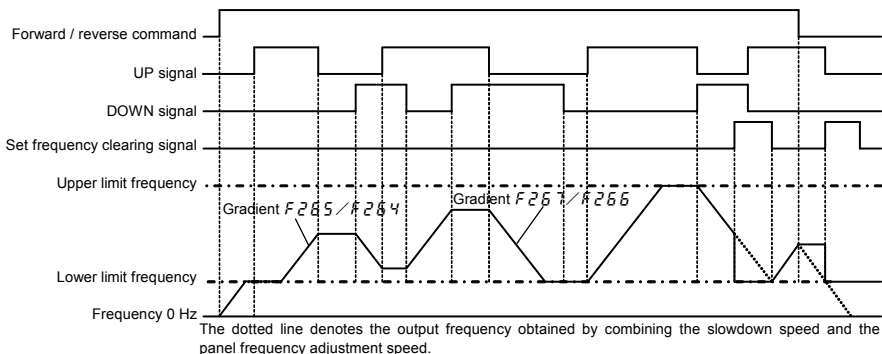 Forward / reverse command
UP signal
DOWN signal
Set frequency clearing signal
Upper limit frequency
Gradient F265/F264
Gradient F267/F266
Lower limit frequency
Frequency 0 Hz
The dotted line denotes the output frequency obtained by combining the slowdown speed and the
panel frequency adjustment speed.